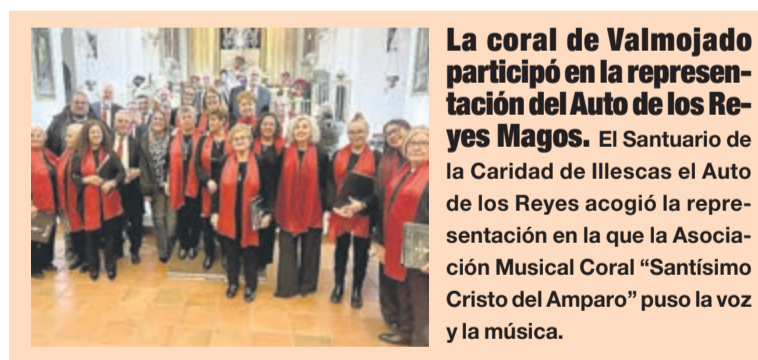 La coral de Valmojado
participó en la represen-
tación del Auto de los Re-
yes Magos. El Santuario de
la Caridad de Illescas el Auto
de los Reyes acogió la repre-
sentación en la que la Asocia-
ción Musical Coral “Santísimo
Cristo del Amparo” puso la voz
y la música.